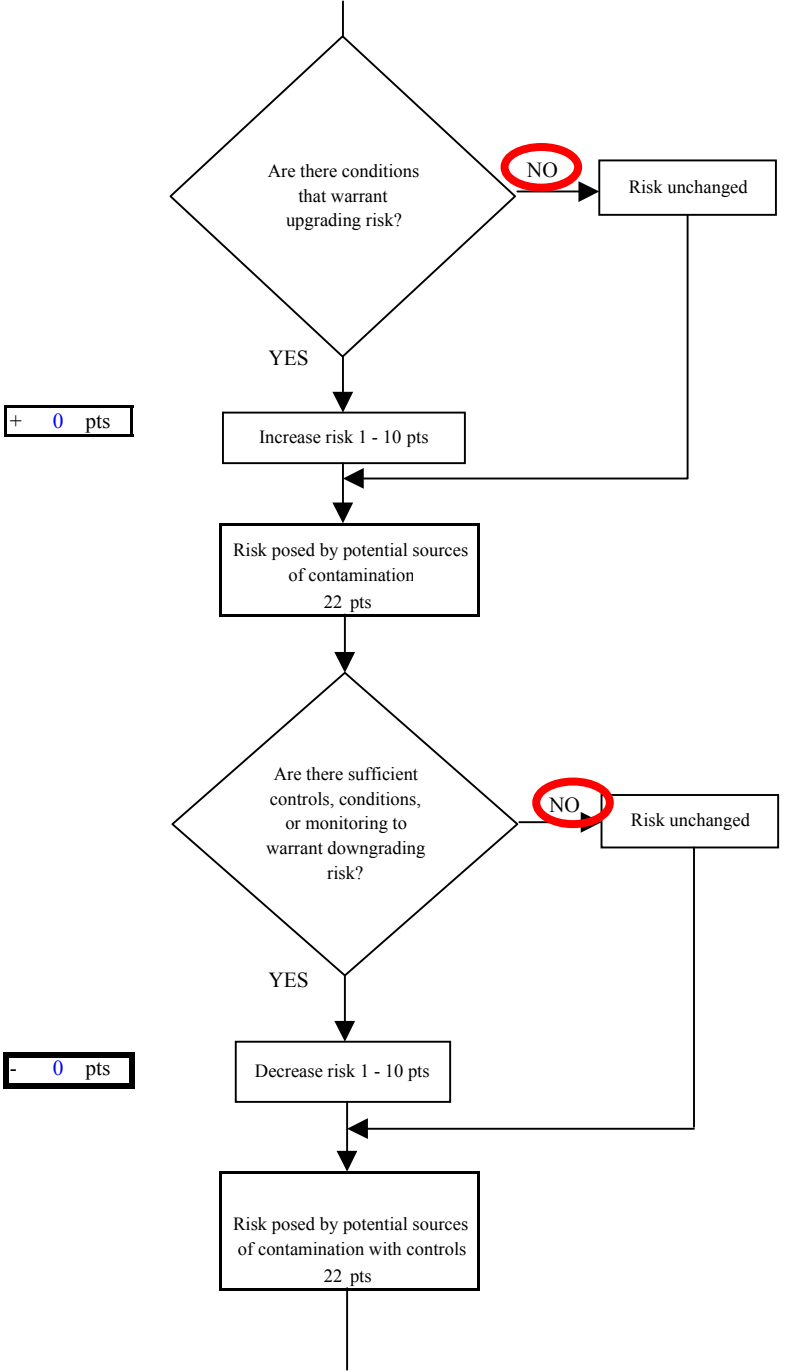 Are there conditions
that warrant
upgrading risk?
NO
Risk unchanged
YES
+ 0 pts
Increase risk 1 - 10 pts
Risk posed by potential sources
of contamination
22 pts
Are there sufficient
controls, conditions,
or monitoring to
warrant downgrading
risk?
NO
Risk unchanged
YES
- 0 pts
Decrease risk 1 - 10 pts
Risk posed by potential sources
of contamination with controls
22 pts